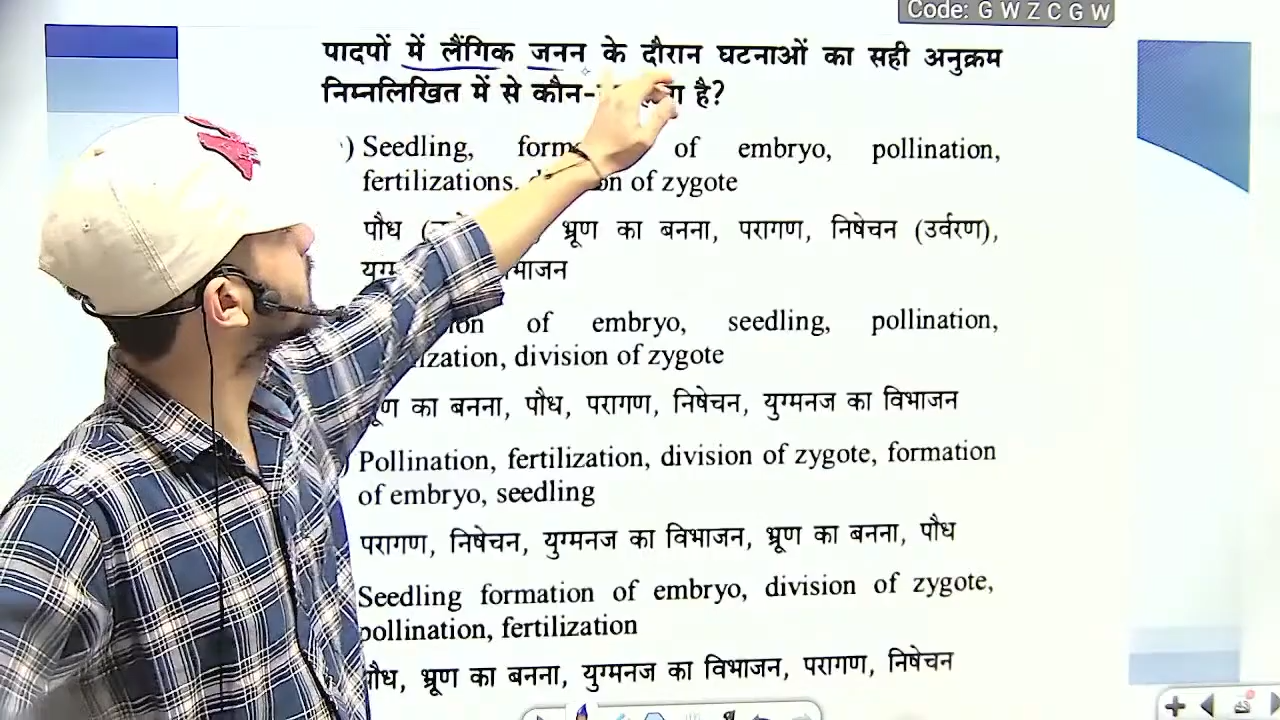 Code: G W Z C G W
पादपों में लैंगिक जनन के दौरान घटनाओं का सही अनुक्रम
निम्नलिखित में से कौन- है?
) Seedling, of embryo, pollination,
fertilizations, of zygote
पौध भ्रूण का बनना, परागण, निषेचन (उर्वरण),
of embryo, seedling, pollination,
division of zygote
का बनना, पौध, परागण, निषेचन, युग्मनज का विभाजन
) Pollination, fertilization, division of zygote, formation
of embryo, seedling
परागण, निषेचन, युग्मनज का विभाजन, भ्रूण का बनना, पौध
Seedling formation of embryo, division of zygote,
pollination, fertilization
पौध, भ्रूण का बनना, युग्मनज का विभाजन, परागण, निषेचन